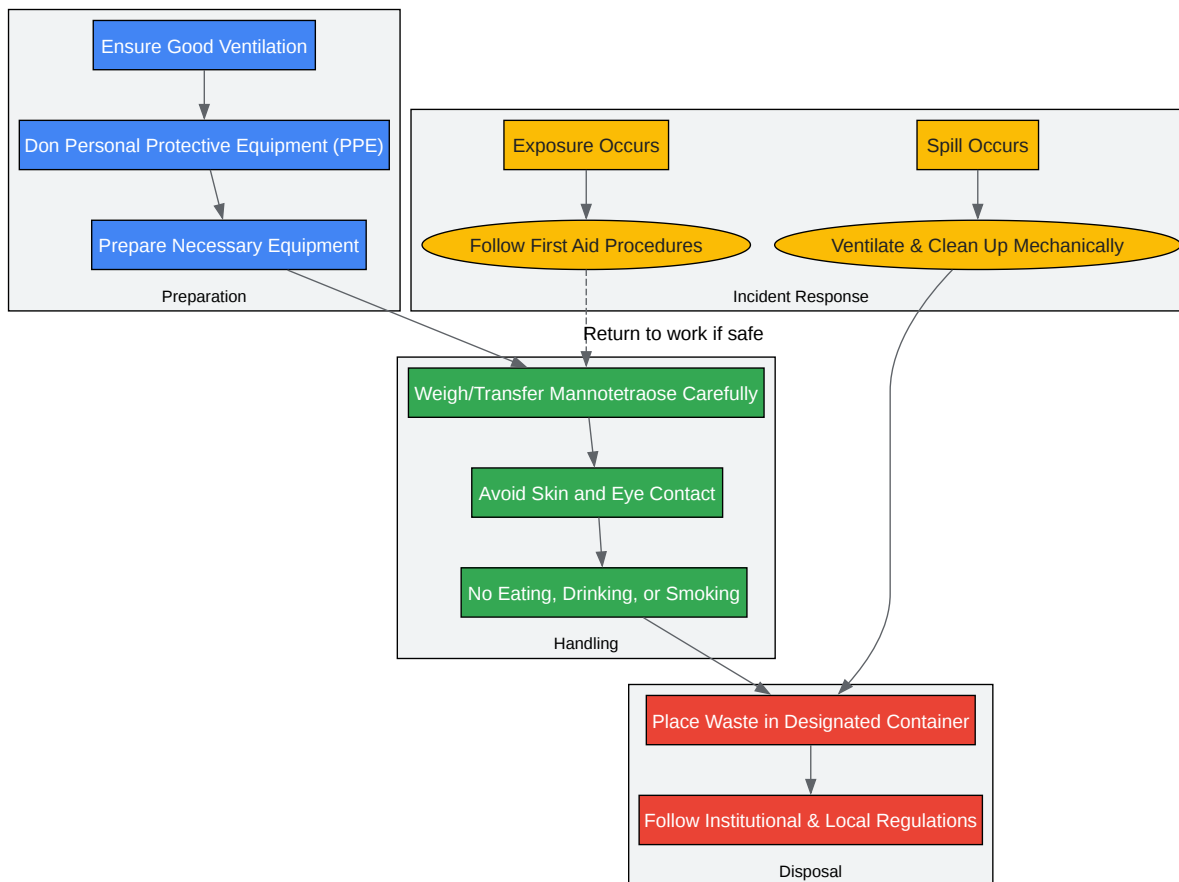 Ensure Good Ventilation
Don Personal Protective Equipment (PPE)
Prepare Necessary Equipment
Preparation
Exposure Occurs
Spill Occurs
Follow First Aid Procedures
Ventilate & Clean Up Mechanically
Incident Response
Return to work if safe
Weigh/Transfer Mannotetraose Carefully
Avoid Skin and Eye Contact
No Eating, Drinking, or Smoking
Handling
Place Waste in Designated Container
Follow Institutional & Local Regulations
Disposal